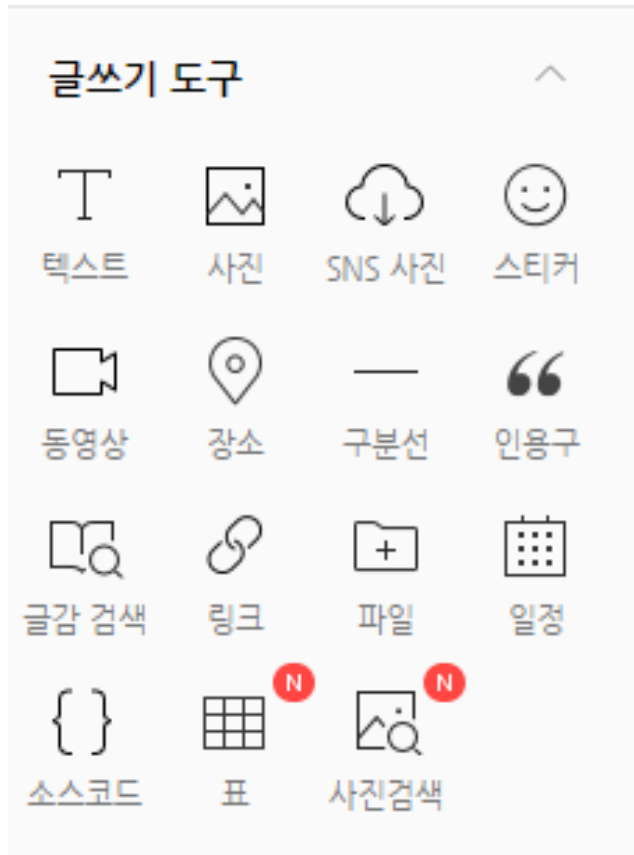 글쓰기 도구
텍스트 사진 SNS 사진 스티커
동영상 장소 구분선 인용구
글감 검색 링크 파일 일정
N N
소스코드 표 사진검색